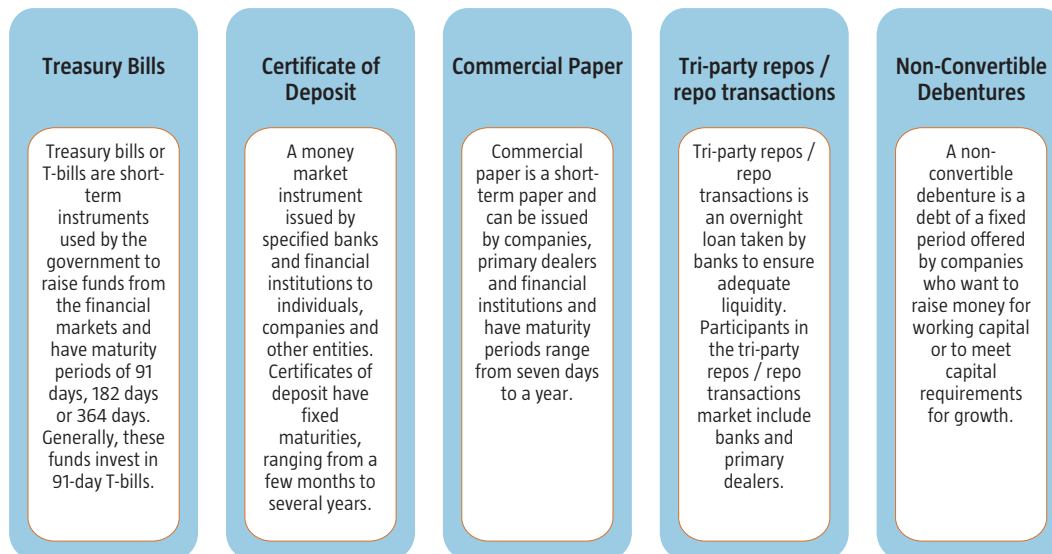 Treasury Bills
Treasury bills or
T-bills are short-
term
instruments
used by the
government to
raise funds from
the financial
markets and
have maturity
periods of 91
days, 182 days
or 364 days.
Generally, these
funds invest in
91-day T-bills.
Certificate of
Deposit
A money
market
instrument
issued by
specified banks
and financial
institutions to
individuals,
companies and
other entities.
Certificates of
deposit have
fixed
maturities,
ranging from a
few months to
several years.
Commercial Paper
Commercial
paper is a short-
term paper and
can be issued
by companies,
primary dealers
and financial
institutions and
have maturity
periods range
from seven days
to a year.
Tri-party repos /
repo transactions
Tri-party repos /
repo
transactions is
an overnight
loan taken by
banks to ensure
adequate
liquidity.
Participants in
the tri-party
repos / repo
transactions
market include
banks and
primary
dealers.
Non-Convertible
Debentures
A non-
convertible
debenture is a
debt of a fixed
period offered
by companies
who want to
raise money for
working capital
or to meet
capital
requirements
for growth.